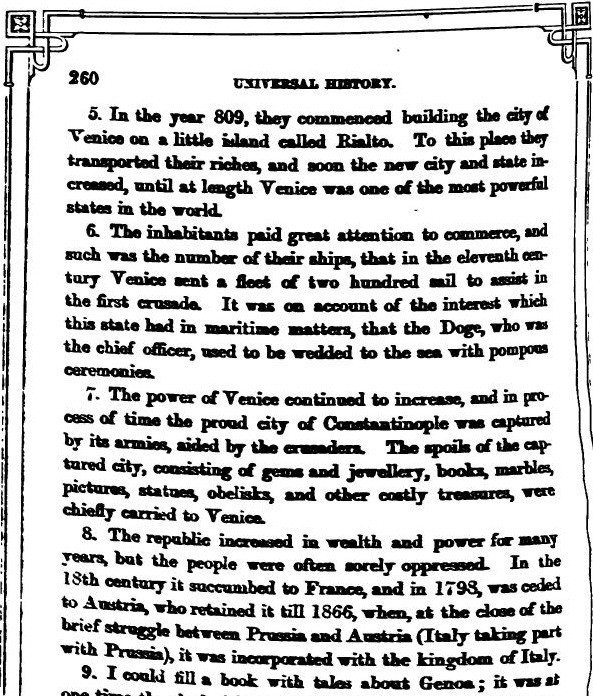 260
UNIVERSAL HISTORY.
5. In the year 809, they commenced building the city of
Venice on a little island called Rialto. To this place they
transported their riches, and soon the new city and state in-
creased, until at length Venice was one of the most powerful
states in the world.
6. The inhabitants paid great attention to commerce, and
such was the number of their ships, that in the eleventh cen-
tury Venice sent a fleet of two hundred sail to assist in
the first crusade. It was on account of the interest which
this state had in maritime matters, that the Doge, who was
the chief officer, used to be wedded to the sea with pompous
ceremonies.
7. The power of Venice continued to increase, and in pro-
cess of time the proud city of Constantinople was captured
by its armies, aided by the crusaders. The spoils of the cap-
tured city, consisting of gems and jewellery, books, marbles,
pictures, statues, obelisks, and other costly treasures, were
chiefly carried to Venice.
8. The republic increased in wealth and power for many
years, but the people were often sorely oppressed. In the
18th century it succumbed to France, and in 1798, was ceded
to Austria, who retained it till 1866, when, at the close of the
brief struggle between Prussia and Austria (Italy taking part
with Prussia), it was incorporated with the kingdom of Italy.
9. I could fill a book with tales about Genoa; it was at
one time the